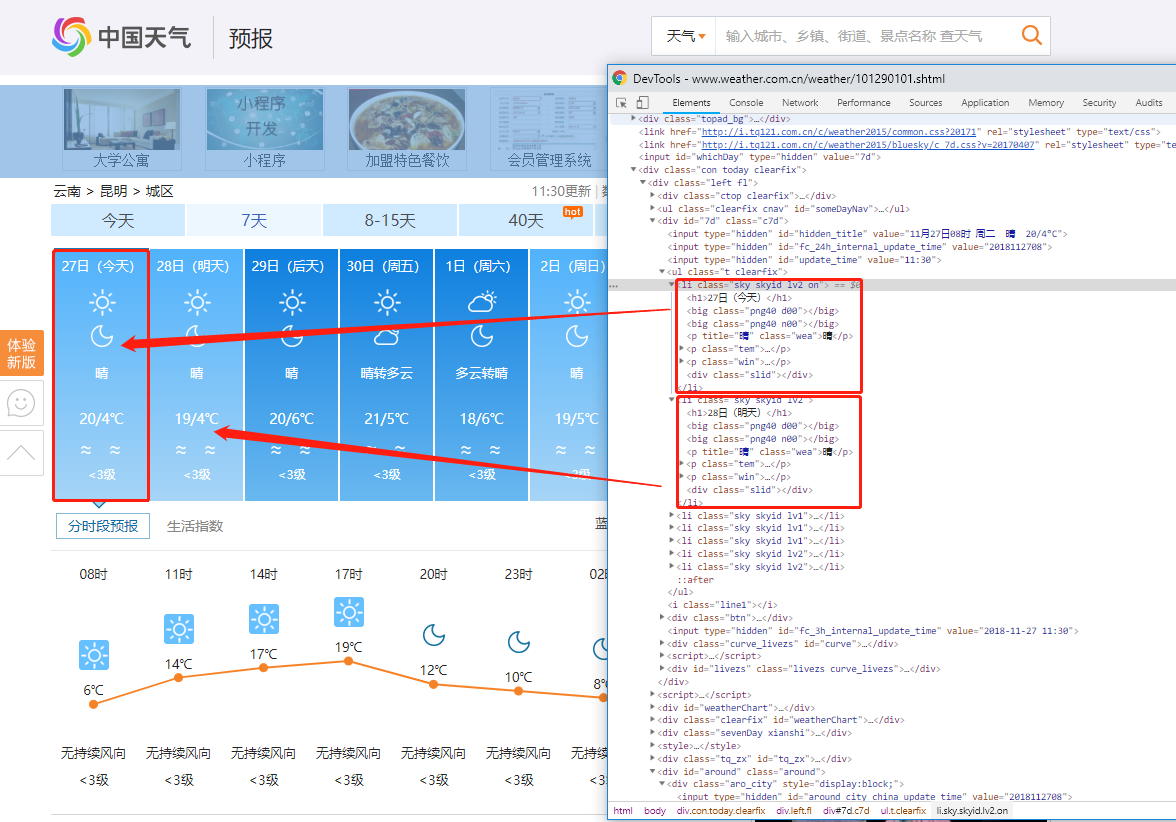 中国天气
预报
天气
输入城市、乡镇、街道、景点名称 查天气
小程序
开发
大学公寓
小程序
加盟特色餐饮
会员管理系统
云南 > 昆明 > 城区
11:30更新 |
今天
7天
8-15天
40天
hot
27日（今天）
28日（明天）
29日（后天）
30日（周五）
1日（周六）
2日（周日）
晴
晴
晴
晴转多云
多云转晴
晴
20/4℃
19/4℃
20/6℃
21/5℃
18/6℃
19/5℃
<3级
<3级
<3级
<3级
<3级
<3级
体验
新版
分时段预报
生活指数
蓝
08时
11时
14时
17时
20时
23时
6℃
14℃
17℃
19℃
12℃
10℃
无持续风向
无持续风向
无持续风向
无持续风向
无持续风向
无持续风向
无持续
<3级
<3级
<3级
<3级
<3级
<3级
DevTools - www.weather.com.cn/weather/101290101.shtml
Elements
Console
Network
Performance
Sources
Application
Memory
Security
Audits
<div class="topad_bg">…</div>
<link href="http://i.tq121.com.cn/c/weather2015/common.css?20171" rel="stylesheet" type="text/css">
<link href="http://i.tq121.com.cn/c/weather2015/bluesky/c_7d.css?v=20170407" rel="stylesheet" type="te
<input id="whichDay" type="hidden" value="7d">
<div class="con today clearfix">
<div class="left fl">
<div class="ctop clearfix">…</div>
<ul class="clearfix cnav" id="someDayNav">…</ul>
<div id="7d" class="c7d">
<input type="hidden" id="hidden_title" value="11月27日08时 周二  晴  20/4°C">
<input type="hidden" id="fc_24h_internal_update_time" value="2018112708">
<input type="hidden" id="update_time" value="11:30">
<ul class="t clearfix">
<li class="sky skyid lv2 on"> == $0
<h1>27日（今天）</h1>
<big class="png40 d00"></big>
<big class="png40 n00"></big>
<p title="晴" class="wea">晴</p>
<p class="tem">…</p>
<p class="win">…</p>
<div class="slid"></div>
</li>
<li class="sky skyid lv2">
<h1>28日（明天）</h1>
<big class="png40 d00"></big>
<big class="png40 n00"></big>
<p title="晴" class="wea">晴</p>
<p class="tem">…</p>
<p class="win">…</p>
<div class="slid"></div>
</li>
<li class="sky skyid lv1">…</li>
<li class="sky skyid lv1">…</li>
<li class="sky skyid lv1">…</li>
<li class="sky skyid lv2">…</li>
<li class="sky skyid lv2">…</li>
::after
</ul>
<i class="line1"></i>
<div class="btn">…</div>
<input type="hidden" id="fc_3h_internal_update_time" value="2018-11-27 11:30">
<div class="curve_livezs" id="curve">…</div>
<script>…</script>
<div id="livezs" class="livezs curve_livezs">…</div>
</div>
<script>…</script>
<div id="weatherChart">…</div>
<div class="clearfix" id="weatherChart">…</div>
<div class="sevenDay xianshi">…</div>
<style>…</style>
<div class="tq_zx" id="tq_zx">…</div>
<div id="around" class="around">
<div class="aro_city" style="display:block;">
<input type="hidden" id="around_city_china_update_time" value="2018112708">
html body div.con.today.clearfix div.left.fl div#7d.c7d ul.t.clearfix li.sky.skyid.lv2.on